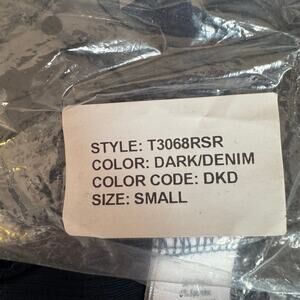 STYLE: T3068RSR
COLOR: DARK/DENIM
COLOR CODE: DKD
SIZE: SMALL